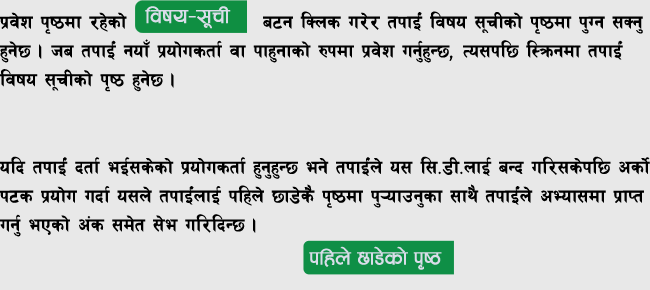 प्रवेश पृष्ठमा रहेको विषय-सूची बटन क्लिक गरेर तपाईं विषय सूचीको पृष्ठमा पुग्न सक्नु
हुनेछ । जब तपाईं नयाँ प्रयोगकर्ता वा पाहुनाको रुपमा प्रवेश गर्नुहुन्छ, त्यसपछि स्क्रिनमा तपाईं
विषय सूचीको पृष्ठ हुनेछ ।
यदि तपाईं दर्ता भईसकेको प्रयोगकर्ता हुनुहुन्छ भने तपाईंले यस सि.डी.लाई बन्द गरिसकेपछि अर्को
पटक प्रयोग गर्दा यसले तपाईंलाई पहिले छाडेकै पृष्ठमा पुऱ्याउनुका साथै तपाईंले अभ्यासमा प्राप्त
गर्नु भएको अंक समेत सेभ गरिदिन्छ ।
पहिले छाडेको पृष्ठ